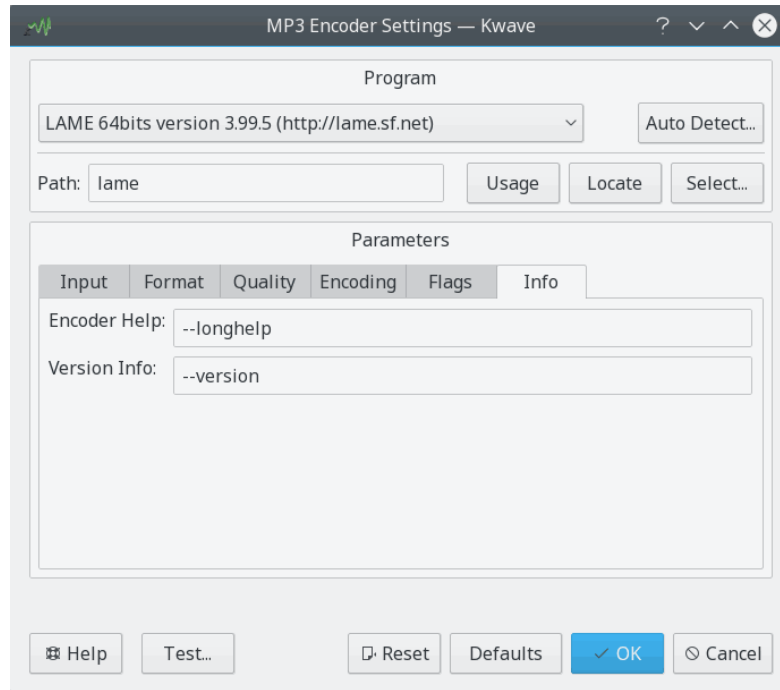 MP3 Encoder Settings — Kwave
Program
LAME 64bits version 3.99.5 (http://lame.sf.net)
Auto Detect...
Path: lame
Usage
Locate
Select...
Parameters
Input Format Quality Encoding Flags Info
Encoder Help: --longhelp
Version Info: --version
Help
Test...
Reset
Defaults
OK
Cancel